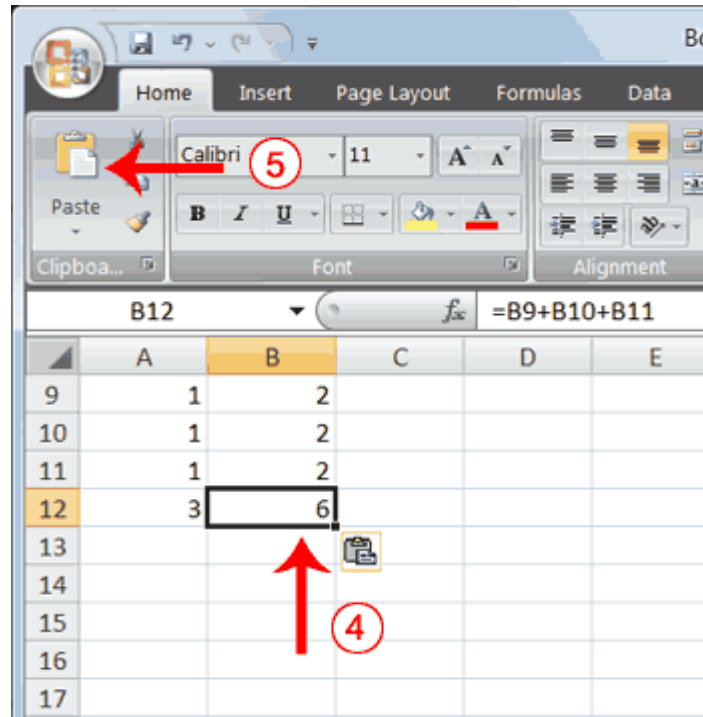 Bo
Home Insert Page Layout Formulas Data
Calibri 11 A A
Paste B I U A
5
Clipboa... Font Alignment
B12 fx =B9+B10+B11
A B C D E
9 1 2
10 1 2
11 1 2
12 3 6
13
14
15 4
16
17